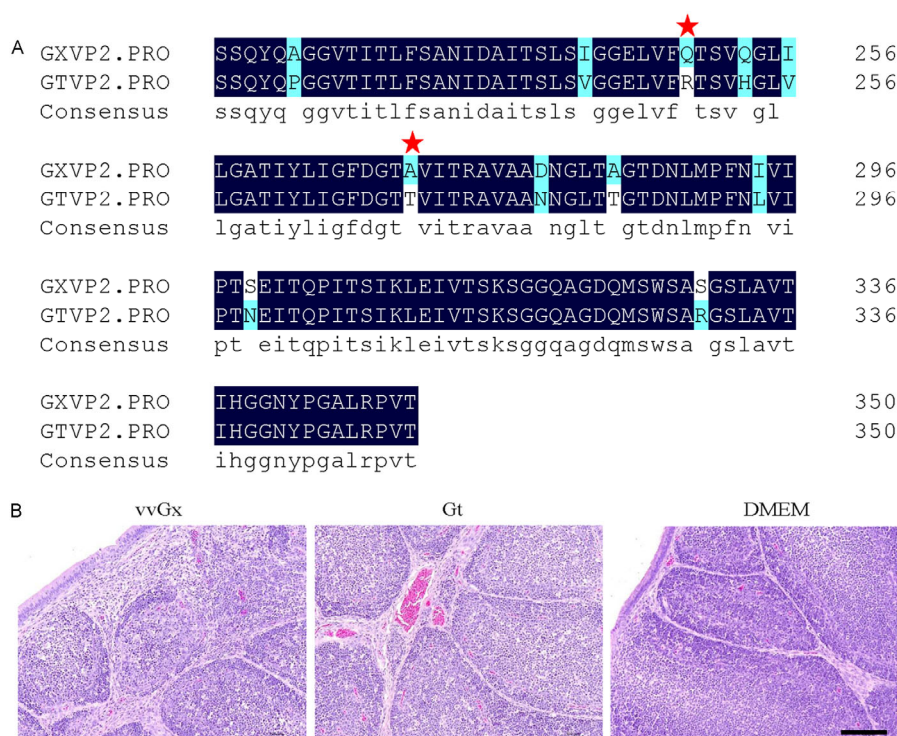 A
GXVP2.PRO SSQYQAGGVTITLFSANIDAITSLSIGGELVFQTSVQGLI 256
GTVP2.PRO SSQYQPGGVTITLFSANIDAITSLSVGGELVFRTSVHGLV 256
Consensus ssqyq ggvtitlfsanidaitsls ggelvf tsv gl
GXVP2.PRO LGATIYLIGFDGTAVITRAVAADNGLTAGTDNLMPFNIVI 296
GTVP2.PRO LGATIYLIGFDGTTVITRAVAANNGLTTGTDNLMPFNLVI 296
Consensus lgatiyligfdgt vitravaa nglt gtdnlmpfn vi
GXVP2.PRO PTSEITQPITSIKLEIVTSKSGGQAGDQMSWSASGSLAVT 336
GTVP2.PRO PTNEITQPITSIKLEIVTSKSGGQAGDQMSWSARGSLAVT 336
Consensus pt eitqpitsikleivtsksggqagdqmswsa gslavt
GXVP2.PRO IHGGNYPGALRPVT 350
GTVP2.PRO IHGGNYPGALRPVT 350
Consensus ihggnypgalrpvt
B
vvGx Gt DMEM